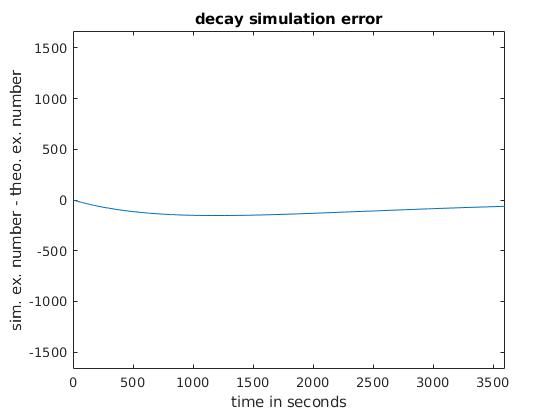 decay simulation error
sim. ex. number - theo. ex. number
1500
1000
500
0
-500
-1000
-1500
0 500 1000 1500 2000 2500 3000 3500
time in seconds